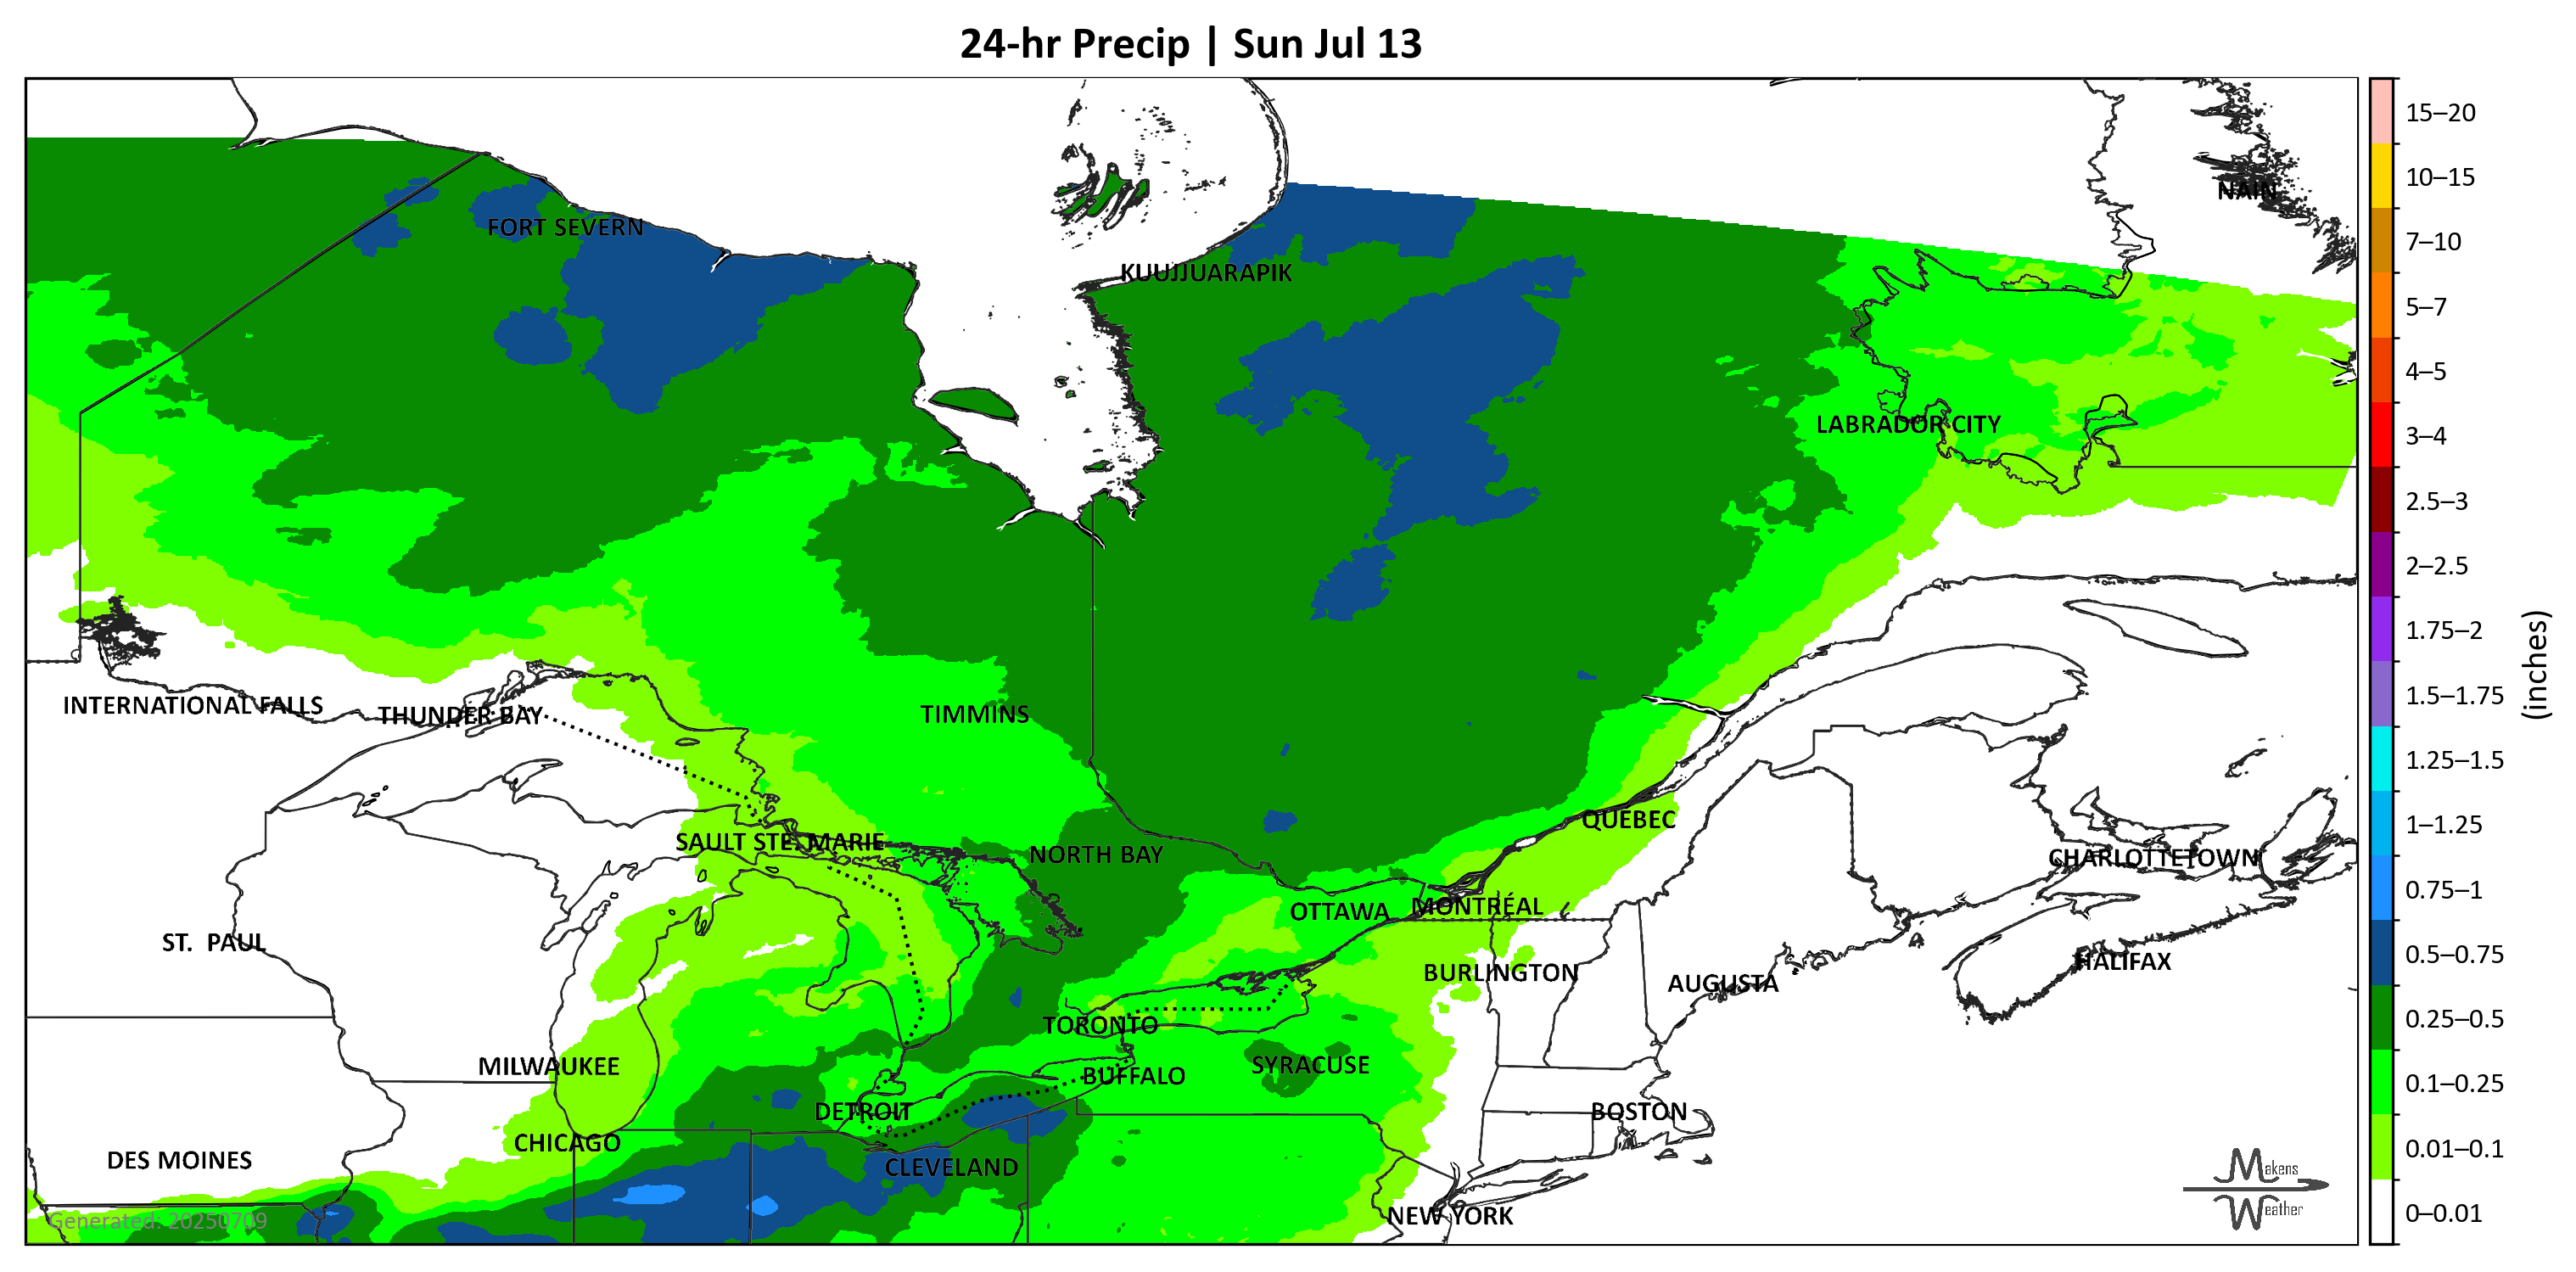 24-hr Precip | Sun Jul 13
15–20
10–15
NAIN
FORT SEVERN
7–10
KUUJJUARAPIK
5–7
4–5
LABRADOR CITY
3–4
2.5–3
2–2.5
1.75–2
(inches)
INTERNATIONAL FALLS
THUNDER BAY
TIMMINS
1.5–1.75
1.25–1.5
QUÉBEC
1–1.25
SAULT STE. MARIE
NORTH BAY
CHARLOTTETOWN
0.75–1
OTTAWA
MONTRÉAL
ST. PAUL
0.5–0.75
BURLINGTON
AUGUSTA
HALIFAX
TORONTO
0.25–0.5
MILWAUKEE
BUFFALO
SYRACUSE
0.1–0.25
DETROIT
BOSTON
CHICAGO
0.01–0.1
DES MOINES
CLEVELAND
Makens
Weather
Generated: 20250709
NEW YORK
0–0.01